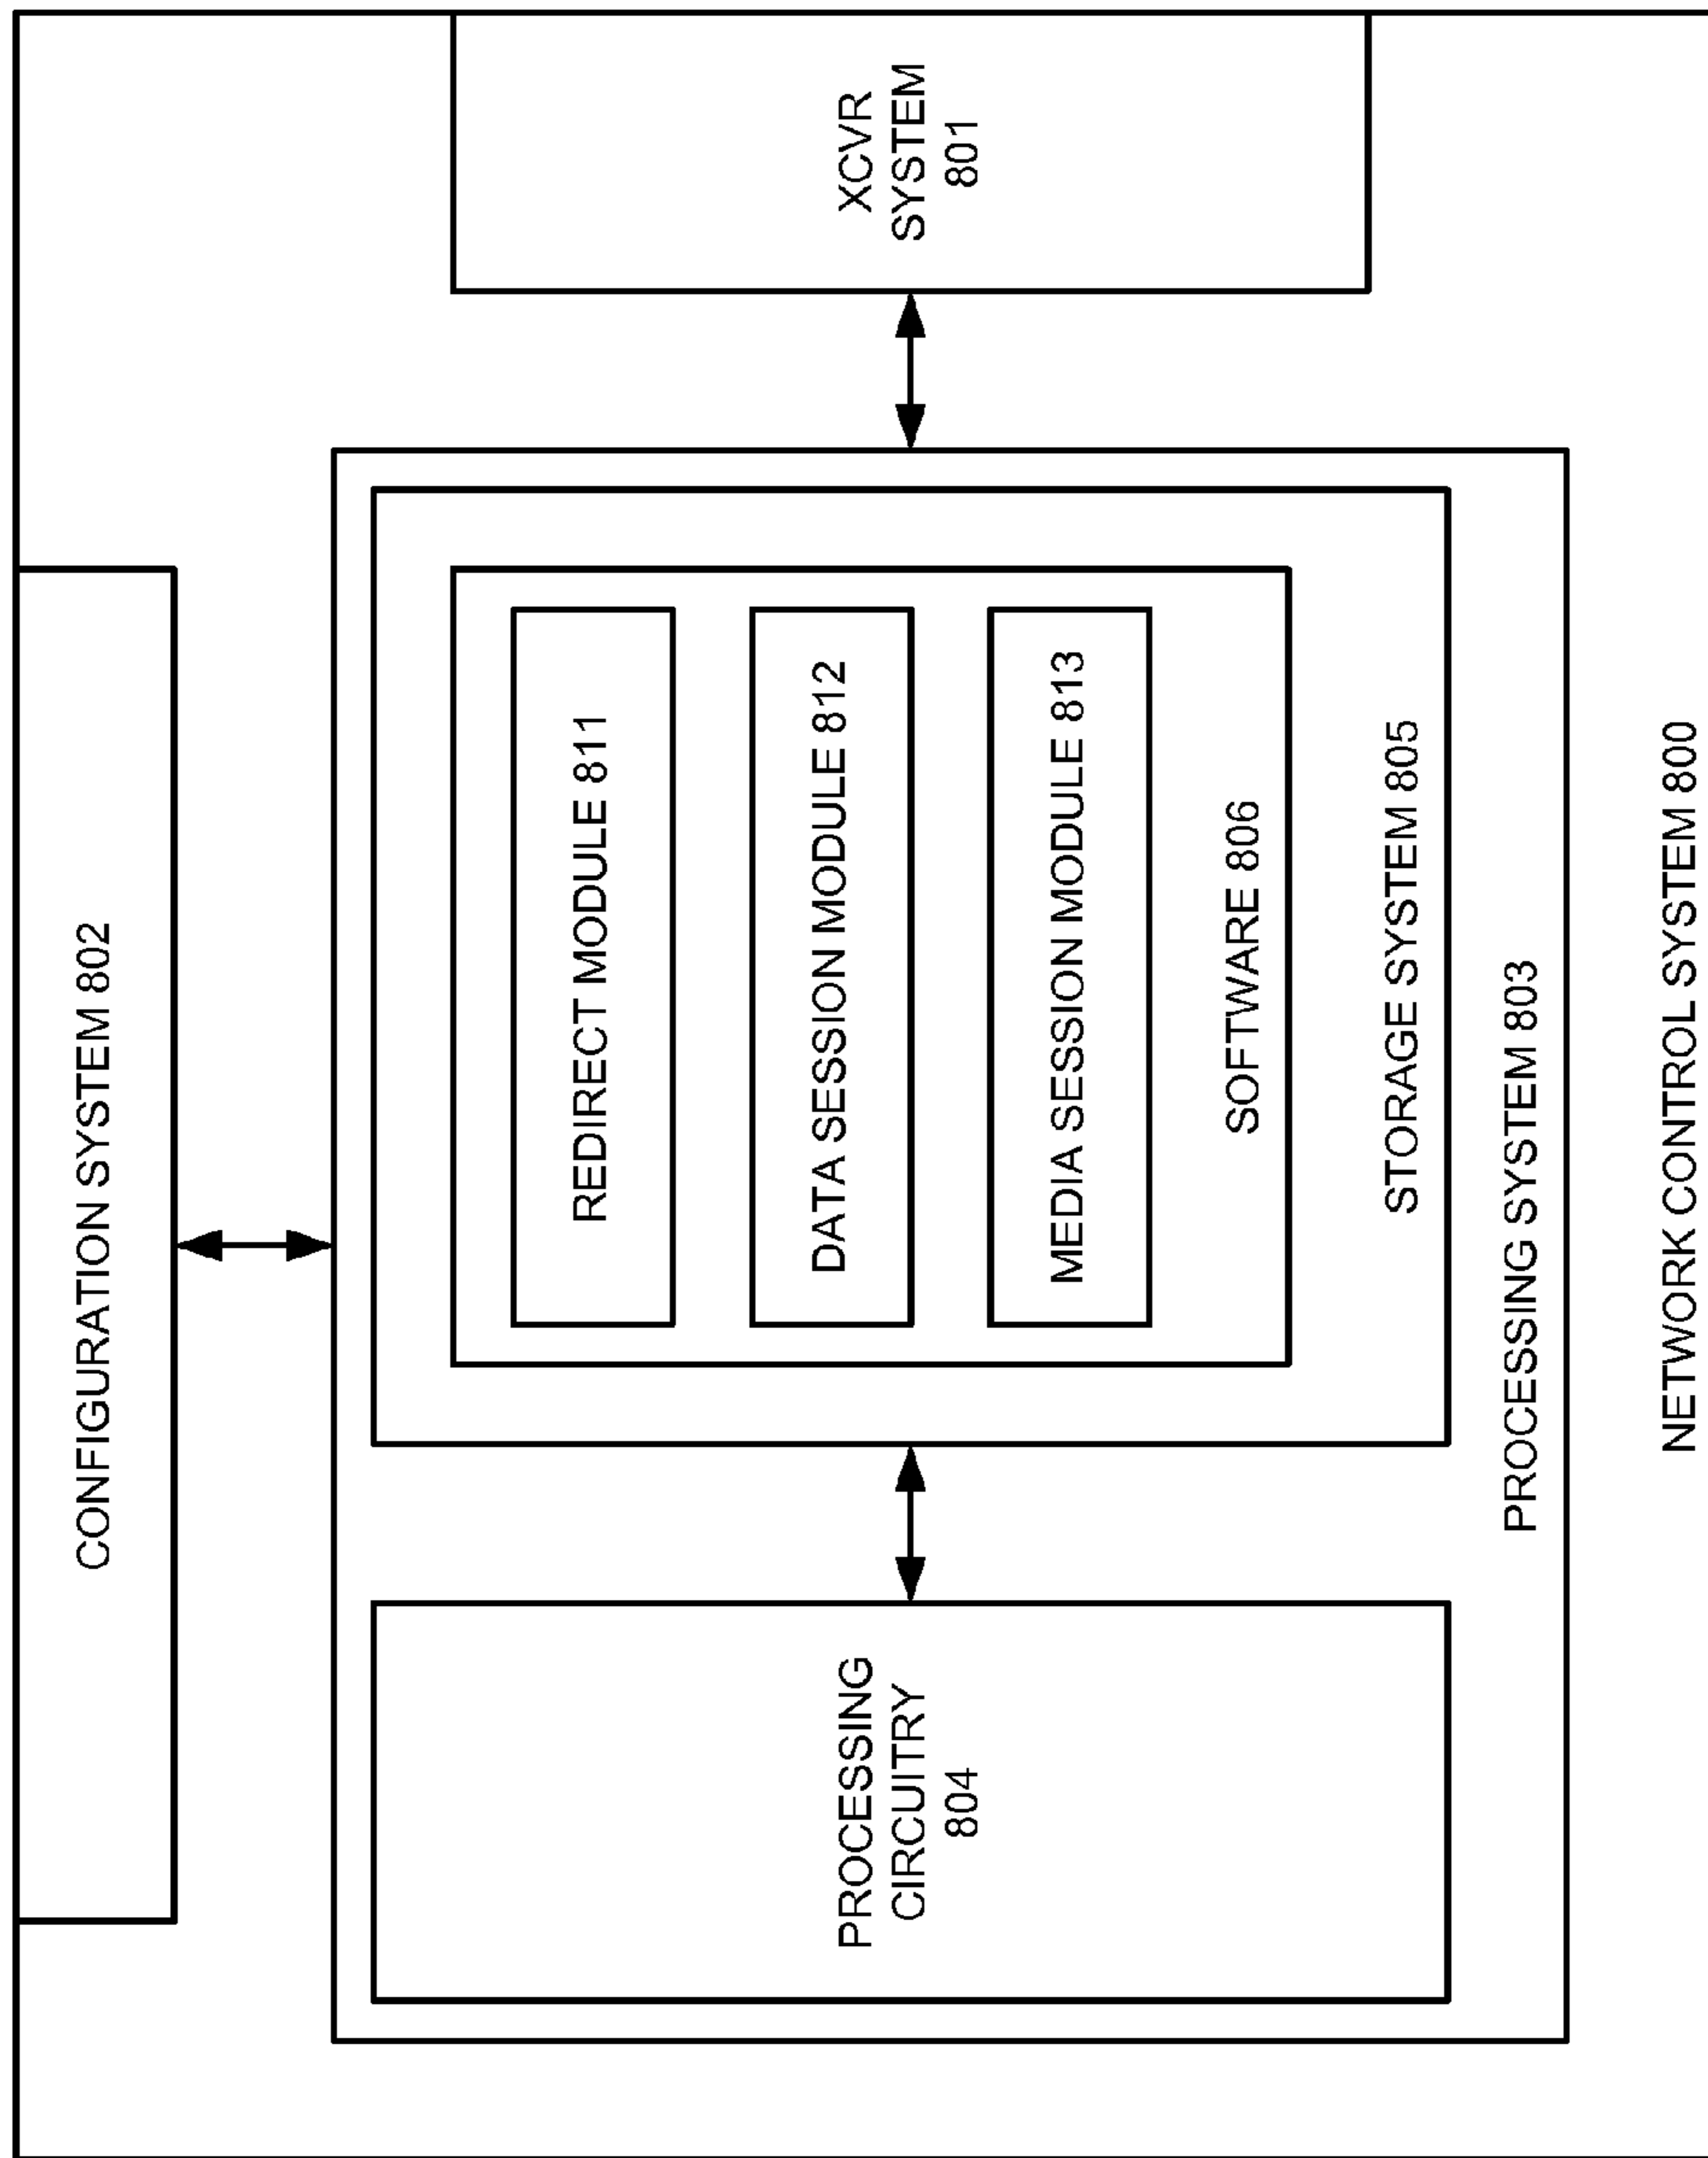 CONFIGURATION SYSTEM 802
PROCESSING
CIRCUITRY
804
REDIRECT MODULE 811
DATA SESSION MODULE 812
MEDIA SESSION MODULE 813
SOFTWARE 806
STORAGE SYSTEM 805
XCVR
SYSTEM
801
PROCESSING SYSTEM 803
NETWORK CONTROL SYSTEM 800